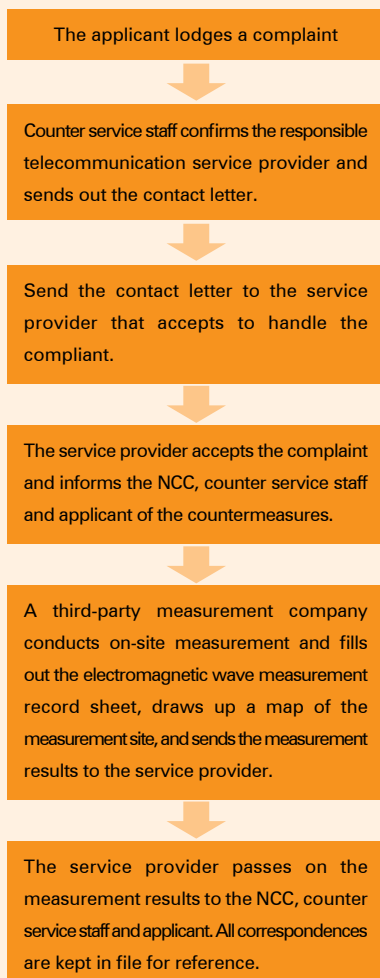 The applicant lodges a complaint
Counter service staff confirms the responsible
telecommunication service provider and
sends out the contact letter.
Send the contact letter to the service
provider that accepts to handle the
compliant.
The service provider accepts the complaint
and informs the NCC, counter service staff
and applicant of the countermeasures.
A third-party measurement company
conducts on-site measurement and fills
out the electromagnetic wave measurement
record sheet, draws up a map of the
measurement site, and sends the measurement
results to the service provider.
The service provider passes on the
measurement results to the NCC, counter
service staff and applicant. All correspondences
are kept in file for reference.